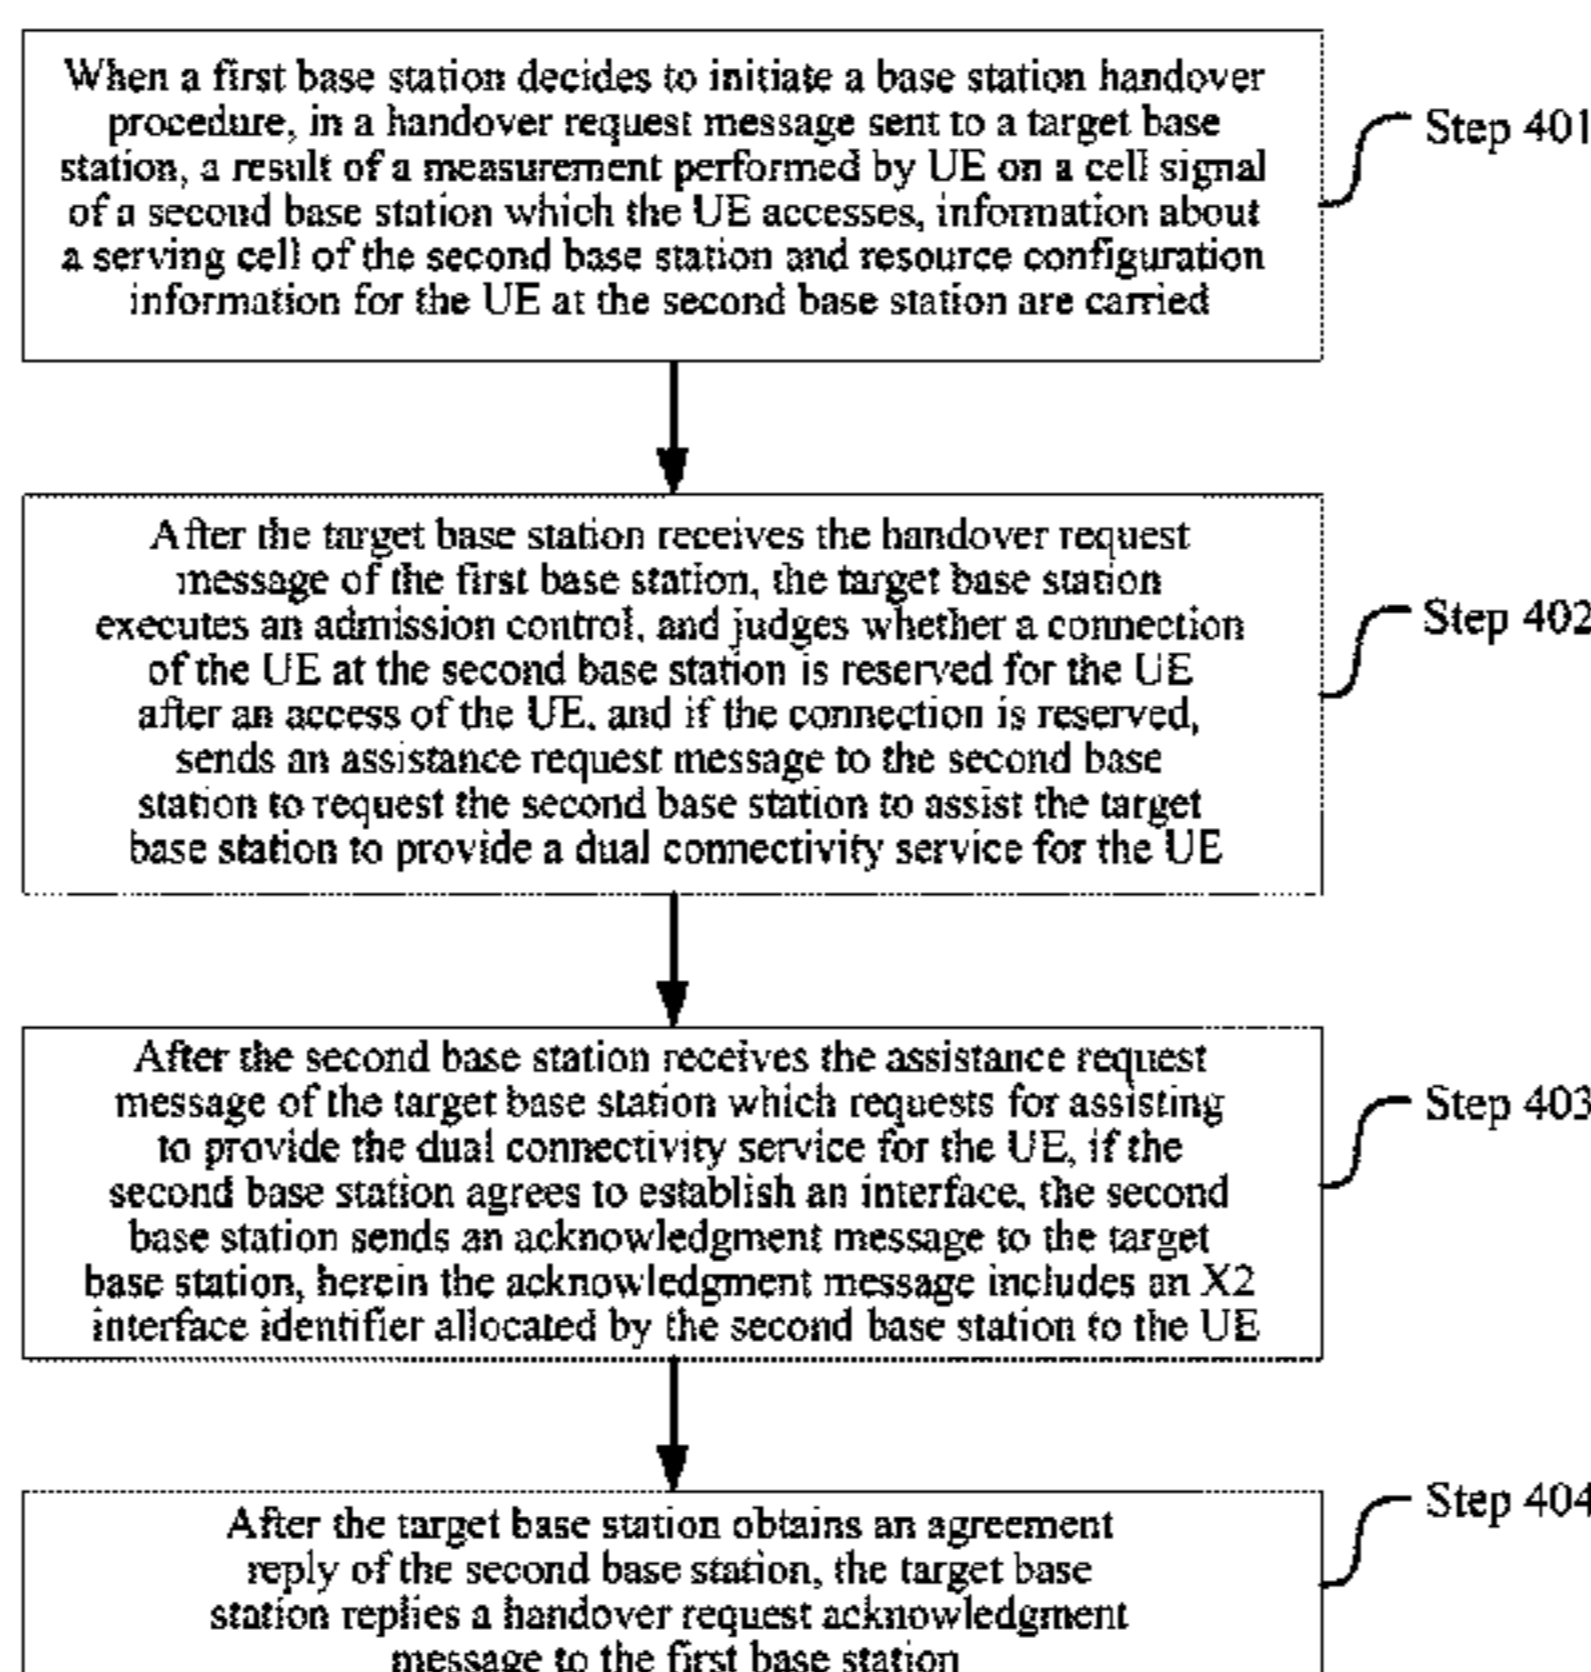 When a first base station decides to initiate a base station handover
procedure, in a handover request message sent to a target base
station, a result of a measurement performed by UE on a cell signal
of a second base station which the UE accesses, information about
a serving cell of the second base station and resource configuration
information for the UE at the second base station are carried
Step 401
After the target base station receives the handover request
message of the first base station, the target base station
executes an admission control, and judges whether a connection
of the UE at the second base station is reserved for the UE
after an access of the UE, and if the connection is reserved,
sends an assistance request message to the second base
station to request the second base station to assist the target
base station to provide a dual connectivity service for the UE
Step 402
After the second base station receives the assistance request
message of the target base station which requests for assisting
to provide the dual connectivity service for the UE, if the
second base station agrees to establish an interface, the second
base station sends an acknowledgment message to the target
base station, herein the acknowledgment message includes an X2
interface identifier allocated by the second base station to the UE
Step 403
After the target base station obtains an agreement
reply of the second base station, the target base
station replies a handover request acknowledgment
message to the first base station
Step 404